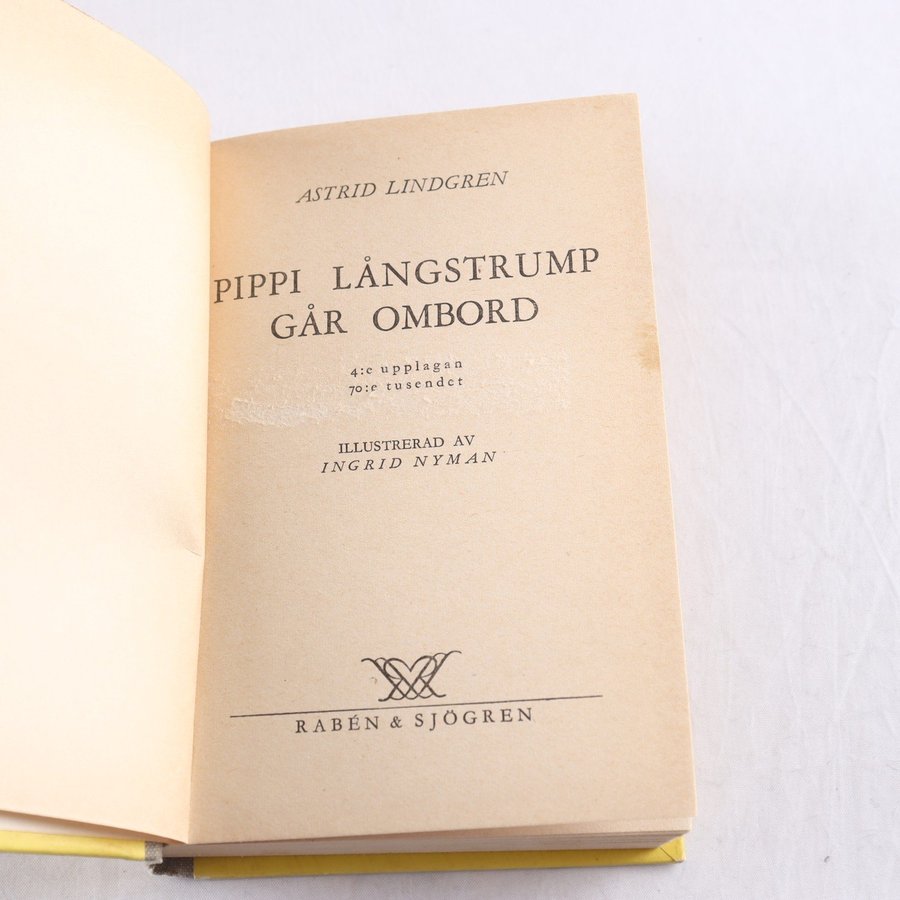 ASTRID LINDGREN
PIPPI LÅNGSTRUMP
GÅR OMBORD
4:e upplagan
70:e tusendet
ILLUSTRERAD AV
INGRID NYMAN
RABÉN & SJÖGREN